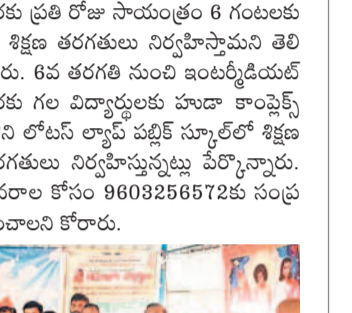 రకు ప్రతి రోజు సాయంత్రం 6 గంటలకు
శిక్షణ తరగతులు నిర్వహిస్తామని తెలి
రు. 6వ తరగతి నుంచి ఇంటర్మీడియట్
రకు గల విద్యార్థులకు హుడా కాంప్లెక్స్
ని లోటస్ ల్యాప్ పబ్లిక్ స్కూల్‌లో శిక్షణ
రగతులు నిర్వహిస్తున్నట్లు పేర్కొన్నారు.
వరాల కోసం 9603256572కు సంప్ర
ంచాలని కోరారు.